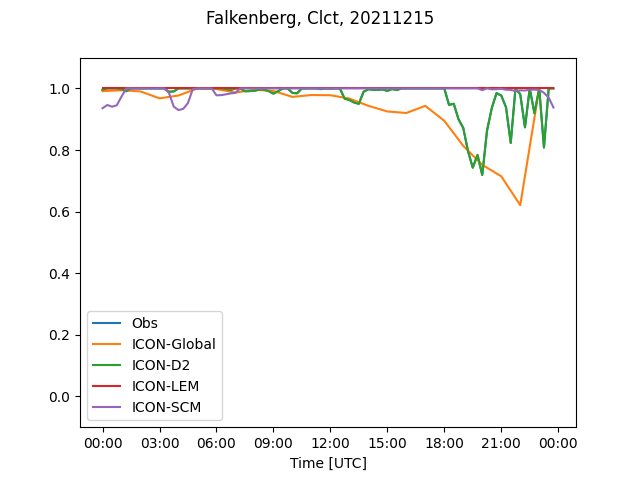 Falkenberg, Clct, 20211215
1.0
0.8
0.6
0.4
0.2
0.0
Obs
ICON-Global
ICON-D2
ICON-LEM
ICON-SCM
00:00 03:00 06:00 09:00 12:00 15:00 18:00 21:00 00:00
Time [UTC]